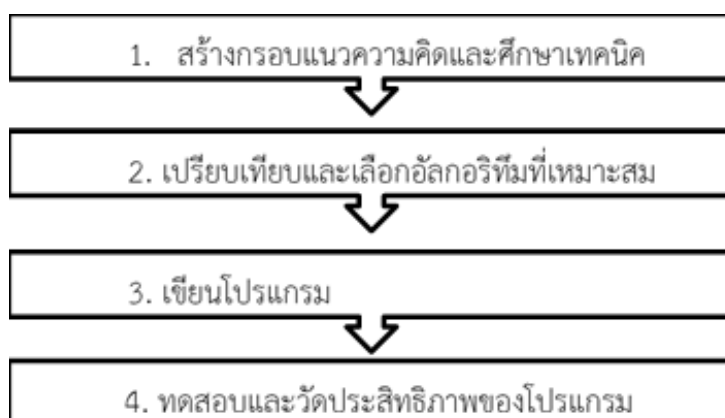 1. สร้างกรอบแนวความคิดและศึกษาเทคนิค
2. เปรียบเทียบและเลือกอัลกอริทึมที่เหมาะสม
3. เขียนโปรแกรม
4. ทดสอบและวัดประสิทธิภาพของโปรแกรม